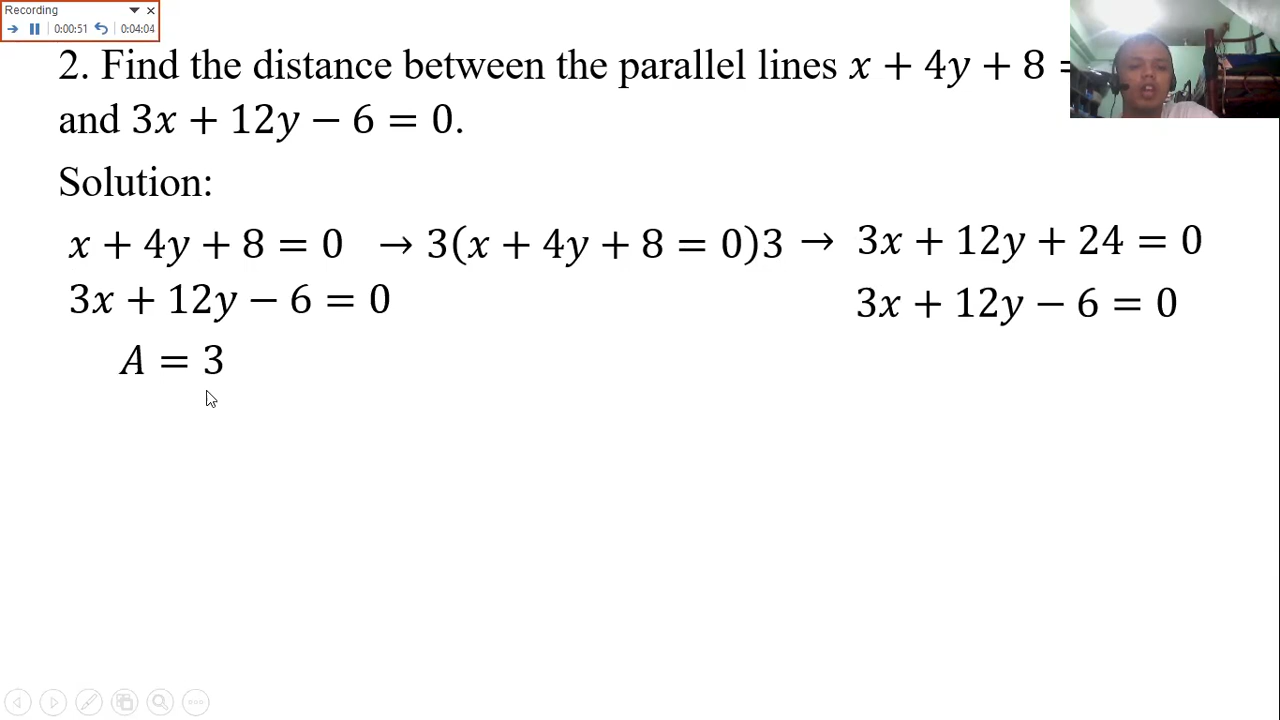 Recording
0:00:51 0:04:04
2. Find the distance between the parallel lines x + 4y + 8 =
and 3x + 12y − 6 = 0.
Solution:
x + 4y + 8 = 0 → 3(x + 4y + 8 = 0)3 → 3x + 12y + 24 = 0
3x + 12y − 6 = 0 3x + 12y − 6 = 0
A = 3